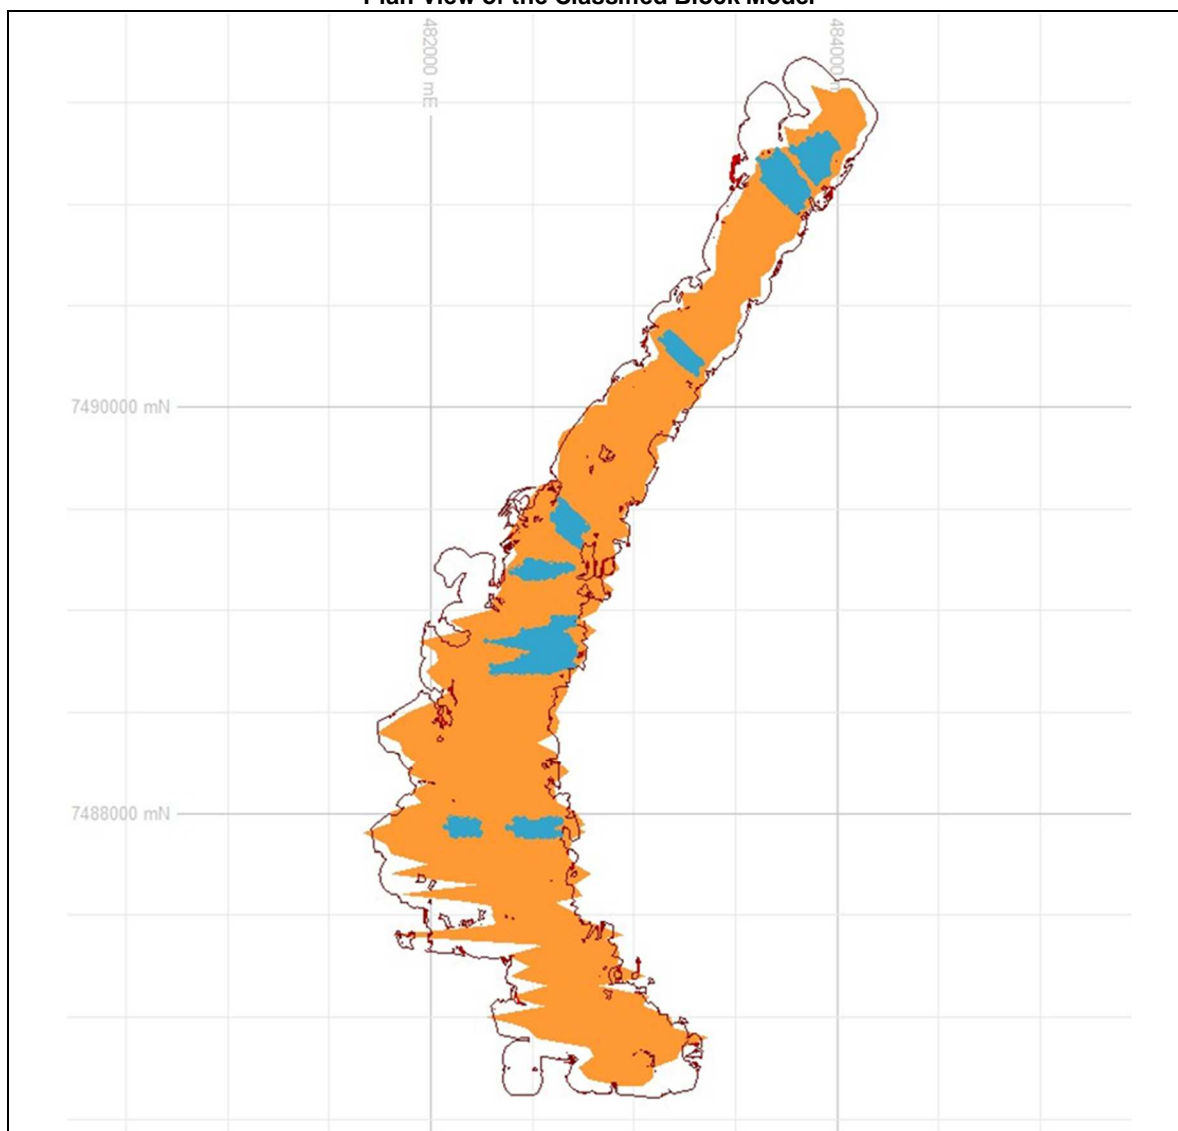 Plan View of the Classified Block Model
482000 mE
484000 m
7490000 mN
7488000 mN